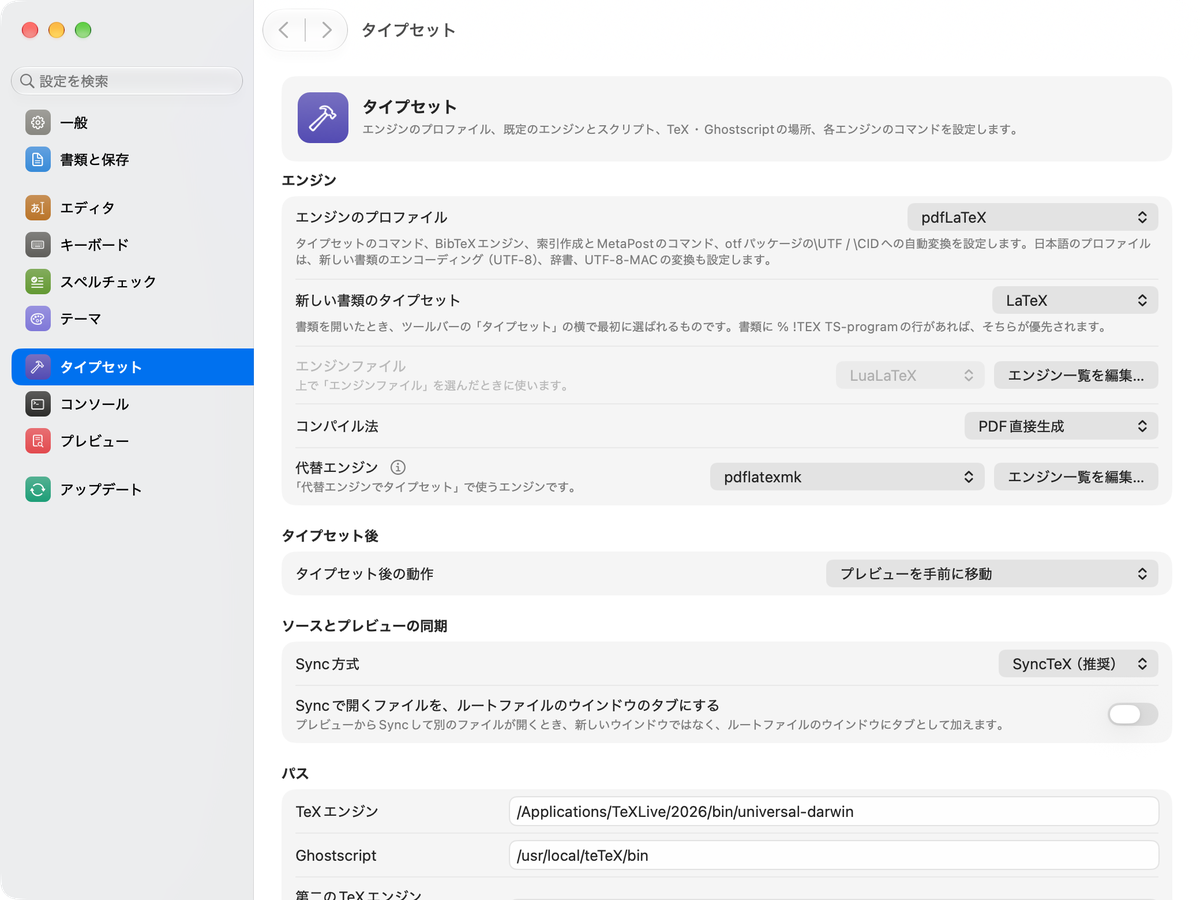 タイプセット
設定を検索
一般
書類と保存
エディタ
キーボード
スペルチェック
テーマ
タイプセット
コンソール
プレビュー
アップデート
タイプセット
エンジンのプロファイル、既定のエンジンとスクリプト、TeX・Ghostscriptの場所、各エンジンのコマンドを設定します。
エンジン
エンジンのプロファイル pdfLaTeX
タイプセットのコマンド、BibTeXエンジン、索引作成とMetaPostのコマンド、otfパッケージの\UTF / \CIDへの自動変換を設定します。日本語のプロファイル
は、新しい書類のエンコーディング（UTF-8）、辞書、UTF-8-MACの変換も設定します。
新しい書類のタイプセット LaTeX
書類を開いたとき、ツールバーの「タイプセット」の横で最初に選ばれるものです。書類に % !TEX TS-programの行があれば、そちらが優先されます。
エンジンファイル
上で「エンジンファイル」を選んだときに使います。
LuaLaTeX エンジン一覧を編集...
コンパイル法 PDF直接生成
代替エンジン
「代替エンジンでタイプセット」で使うエンジンです。
pdflatexmk エンジン一覧を編集...
タイプセット後
タイプセット後の動作 プレビューを手前に移動
ソースとプレビューの同期
Sync方式 SyncTeX（推奨）
Syncで開くファイルを、ルートファイルのウインドウのタブにする
プレビューからSyncして別のファイルが開くとき、新しいウインドウではなく、ルートファイルのウインドウにタブとして加えます。
パス
TeXエンジン /Applications/TeXLive/2026/bin/universal-darwin
Ghostscript /usr/local/teTeX/bin
第二のTeXエンジン